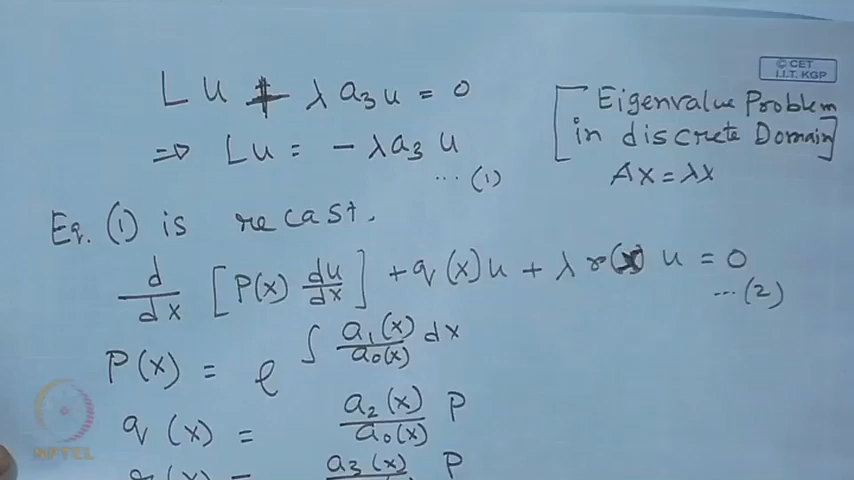 © CET
I.I.T. KGP
L u + λ a₃ u = 0
⇒ Lu = - λ a₃ u
... (1)
[Eigenvalue Problem
in discrete Domain]
Ax = λx
Eq. (1) is recast.
d/dx [P(x) du/dx] + q(x) u + λ r(x) u = 0
... (2)
P(x) = e^{∫ a₁(x)/a₀(x) dx}
q(x) = a₂(x)/a₀(x) P
a₃(x) P
NPTEL